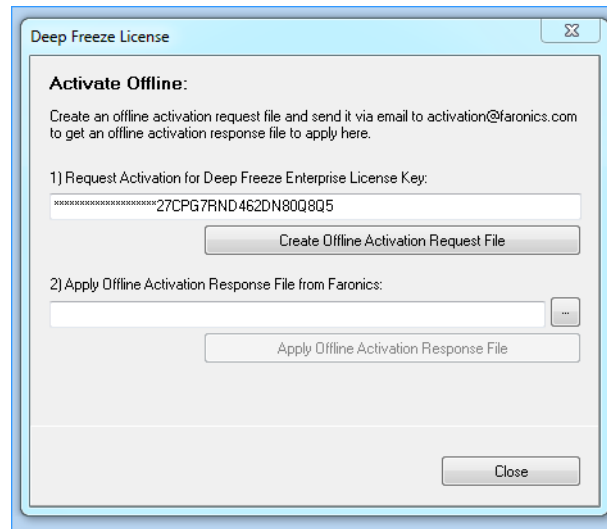 Deep Freeze License
Activate Offline:
Create an offline activation request file and send it via email to activation@faronics.com
to get an offline activation response file to apply here.
1) Request Activation for Deep Freeze Enterprise License Key:
********************27CPG7RND462DN80Q8Q5
Create Offline Activation Request File
2) Apply Offline Activation Response File from Faronics:
...
Apply Offline Activation Response File
Close